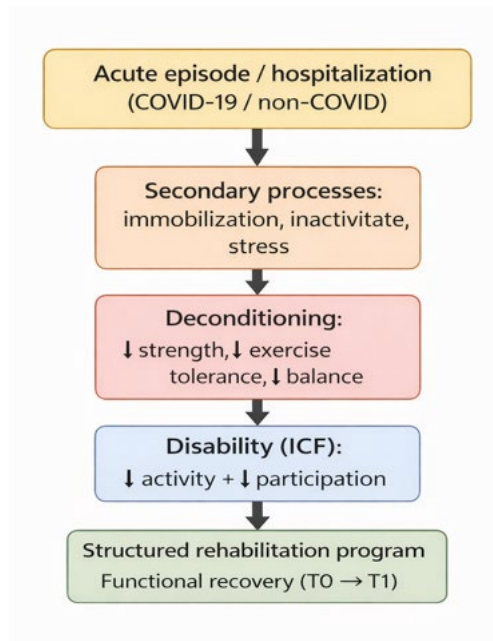 Acute episode / hospitalization
(COVID-19 / non-COVID)
Secondary processes:
immobilization, inactivitate,
stress
Deconditioning:
↓ strength, ↓ exercise
tolerance, ↓ balance
Disability (ICF):
↓ activity + ↓ participation
Structured rehabilitation program
Functional recovery (T0 → T1)